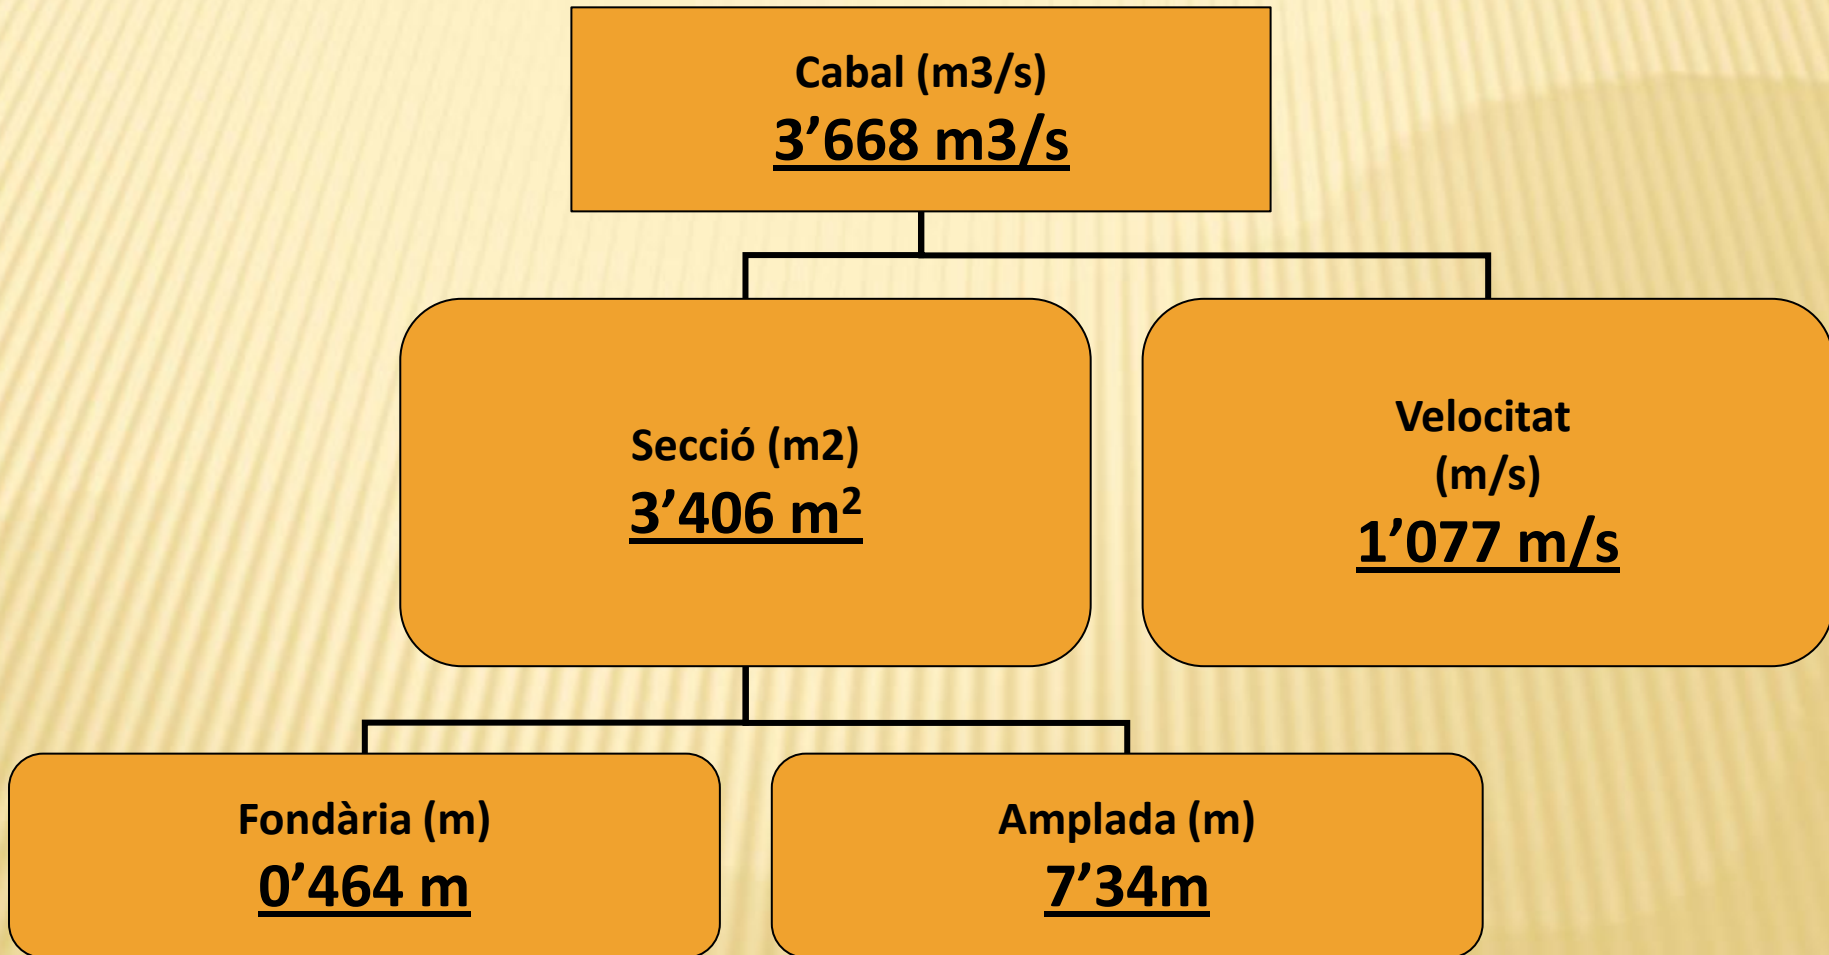 Cabal (m3/s)
3’668 m3/s
Secció (m2)
3’406 m²
Velocitat
(m/s)
1’077 m/s
Fondària (m)
0’464 m
Amplada (m)
7’34m